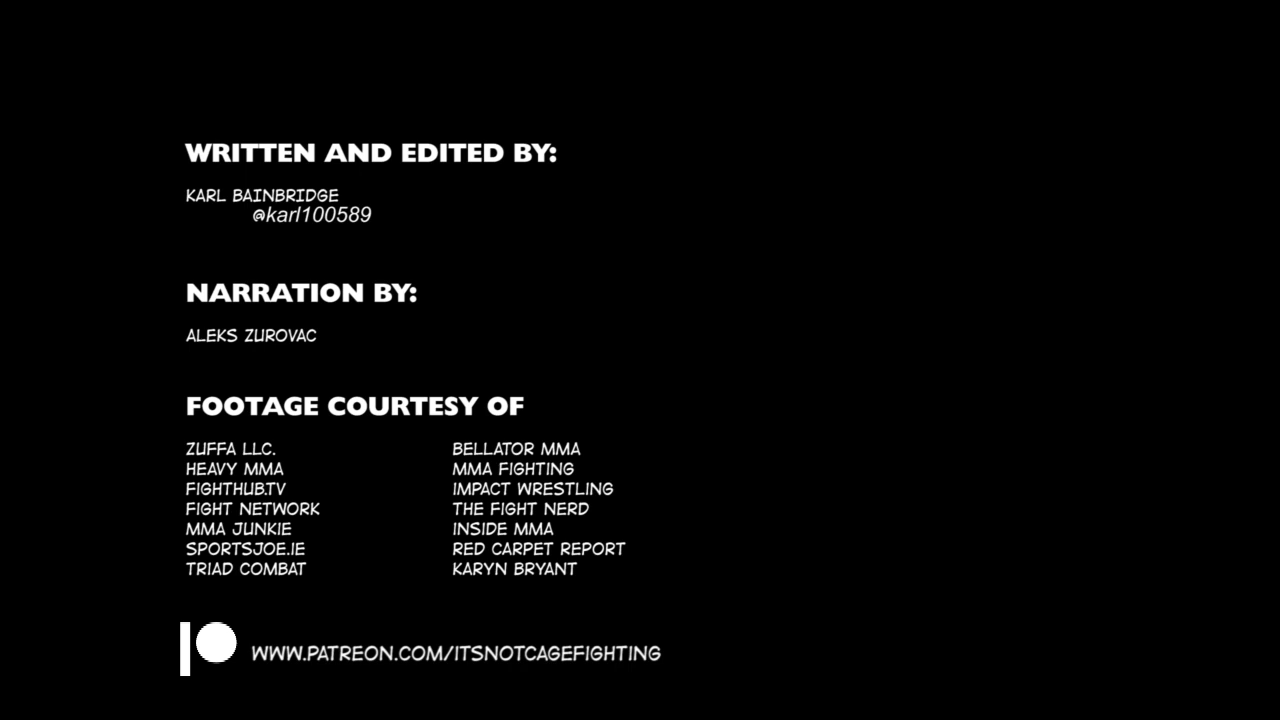 WRITTEN AND EDITED BY:
KARL BAINBRIDGE
@karl100589
NARRATION BY:
ALEKS ZUROVAC
FOOTAGE COURTESY OF
ZUFFA LLC.
HEAVY MMA
FIGHTHUB.TV
FIGHT NETWORK
MMA JUNKIE
SPORTSJOE.IE
TRIAD COMBAT
BELLATOR MMA
MMA FIGHTING
IMPACT WRESTLING
THE FIGHT NERD
INSIDE MMA
RED CARPET REPORT
KARYN BRYANT
WWW.PATREON.COM/ITSNOTCAGEFIGHTING